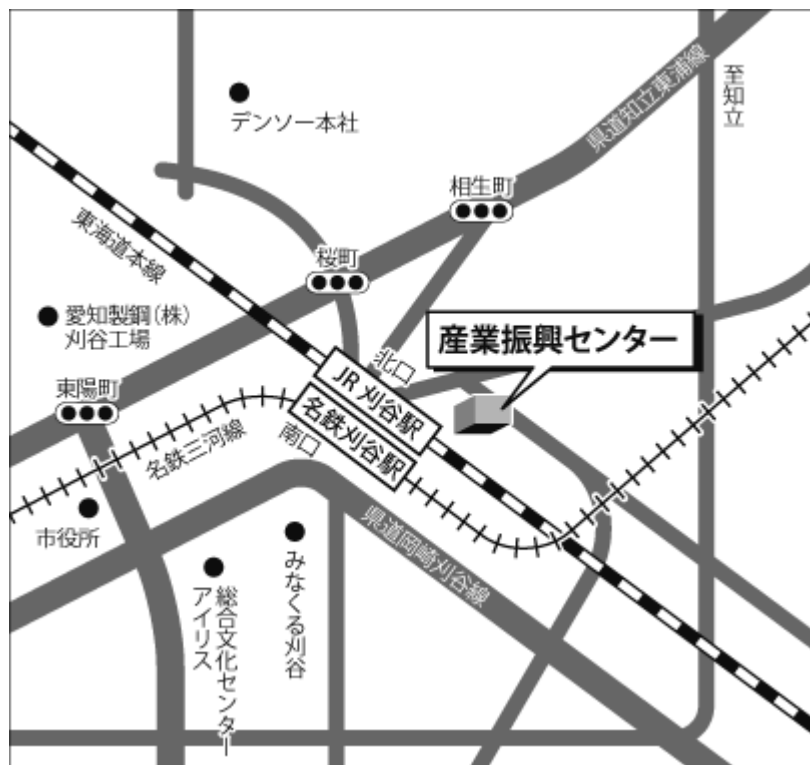 デンソー本社
県道知立東浦線
至知立
相生町
東海道本線
桜町
愛知製鋼(株)
刈谷工場
産業振興センター
北口
JR 刈谷駅
東陽町
名鉄刈谷駅
名鉄三河線
南口
市役所
県道岡崎刈谷線
みなくる刈谷
総合文化センター
アイリス